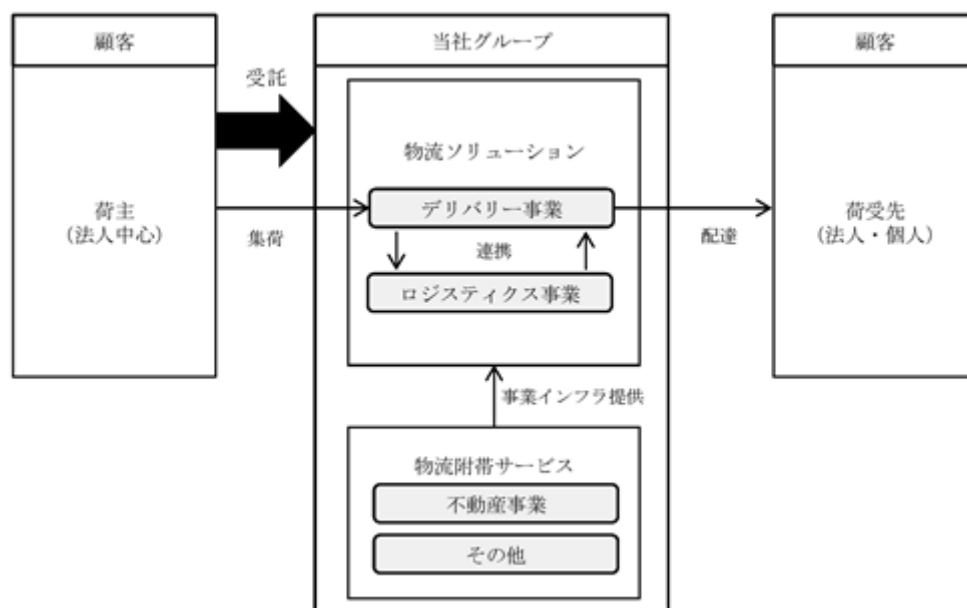 顧客
当社グループ
顧客
受託
物流ソリューション
荷主
(法人中心)
集荷
デリバリー事業
連携
ロジスティクス事業
配達
荷受先
(法人・個人)
事業インフラ提供
物流附帯サービス
不動産事業
その他